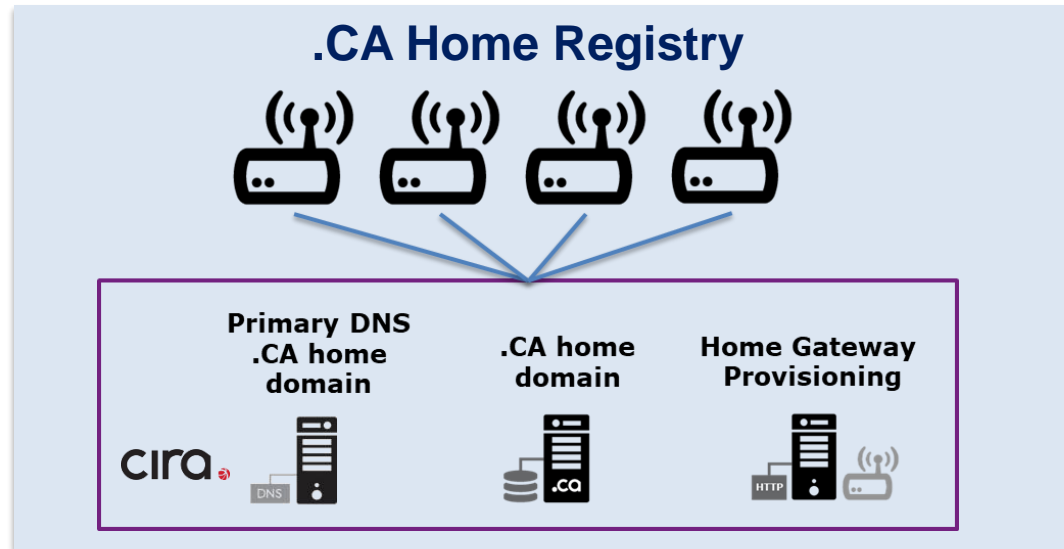 .CA Home Registry
Primary DNS
.CA home
domain
.CA home
domain
Home Gateway
Provisioning
cira
DNS
.ca
HTTP